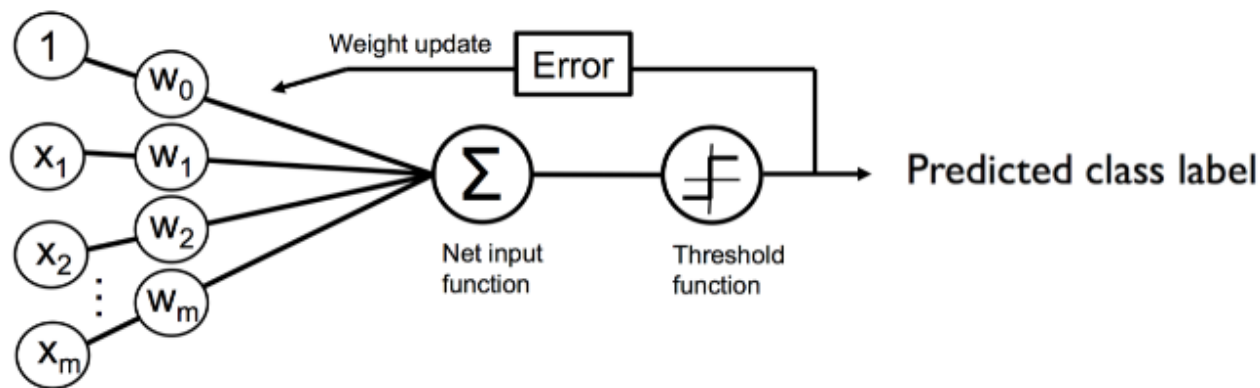 1
w₀
Weight update
Error
x₁
w₁
Σ
Predicted class label
x₂
w₂
⋮
wₘ
xₘ
Net input
function
Threshold
function